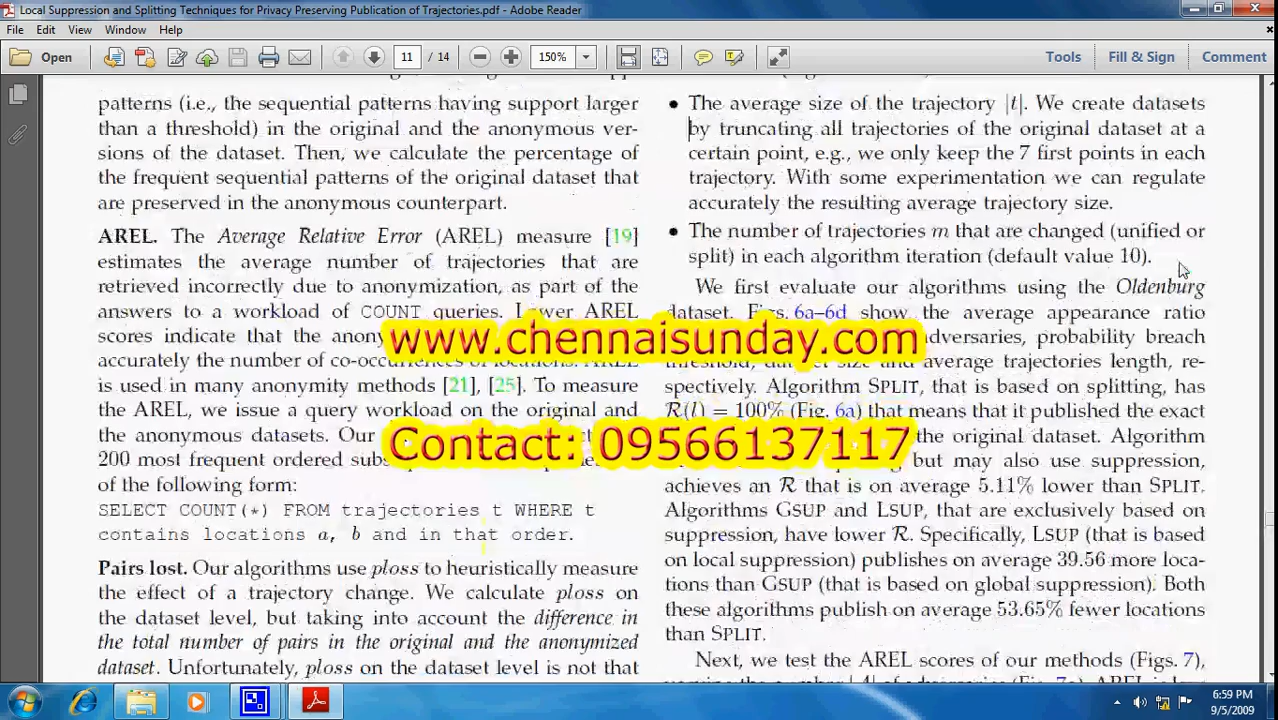 Local Suppression and Splitting Techniques for Privacy Preserving Publication of Trajectories.pdf - Adobe Reader
File Edit View Window Help
Open 11 / 14 150% Tools Fill & Sign Comment
patterns (i.e., the sequential patterns having support larger
than a threshold) in the original and the anonymous ver-
sions of the dataset. Then, we calculate the percentage of
the frequent sequential patterns of the original dataset that
are preserved in the anonymous counterpart.
AREL. The Average Relative Error (AREL) measure [19]
estimates the average number of trajectories that are
retrieved incorrectly due to anonymization, as part of the
answers to a workload of COUNT queries. Lower AREL
scores indicate that the
accurately the number of co-occurrences of locations. AREL
is used in many anonymity methods [21], [25]. To measure
the AREL, we issue a query workload on the original and
the anonymous datasets. Our
200 most frequent ordered
of the following form:
SELECT COUNT(*) FROM trajectories t WHERE t
contains locations a, b and in that order.
Pairs lost. Our algorithms use ploss to heuristically measure
the effect of a trajectory change. We calculate ploss on
the dataset level, but taking into account the difference in
the total number of pairs in the original and the anonymized
dataset. Unfortunately, ploss on the dataset level is not that
• The average size of the trajectory |t|. We create datasets
by truncating all trajectories of the original dataset at a
certain point, e.g., we only keep the 7 first points in each
trajectory. With some experimentation we can regulate
accurately the resulting average trajectory size.
• The number of trajectories m that are changed (unified or
split) in each algorithm iteration (default value 10).
We first evaluate our algorithms using the Oldenburg
dataset. Figs. 6a–6d show the average appearance ratio
adversaries, probability breach
threshold, dataset size and average trajectories length, re-
spectively. Algorithm SPLIT, that is based on splitting, has
R(l) = 100% (Fig. 6a) that means that it published the exact
the original dataset. Algorithm
but may also use suppression,
achieves an R that is on average 5.11% lower than SPLIT.
Algorithms GSUP and LSUP, that are exclusively based on
suppression, have lower R. Specifically, LSUP (that is based
on local suppression) publishes on average 39.56 more loca-
tions than GSUP (that is based on global suppression). Both
these algorithms publish on average 53.65% fewer locations
than SPLIT.
Next, we test the AREL scores of our methods (Figs. 7),
www.chennaisunday.com
Contact: 09566137117
6:59 PM
9/5/2009